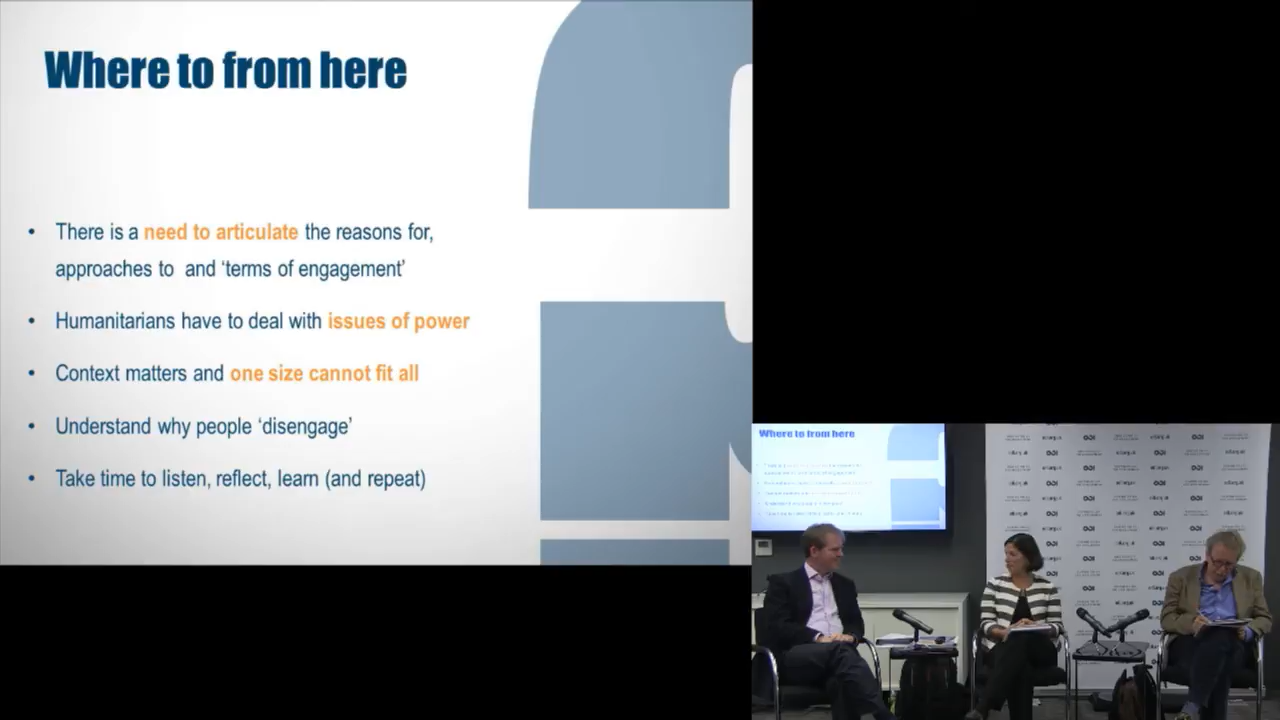 Where to from here
• There is a need to articulate the reasons for,
approaches to and ‘terms of engagement’
• Humanitarians have to deal with issues of power
• Context matters and one size cannot fit all
• Understand why people ‘disengage’
• Take time to listen, reflect, learn (and repeat)
Where to from here